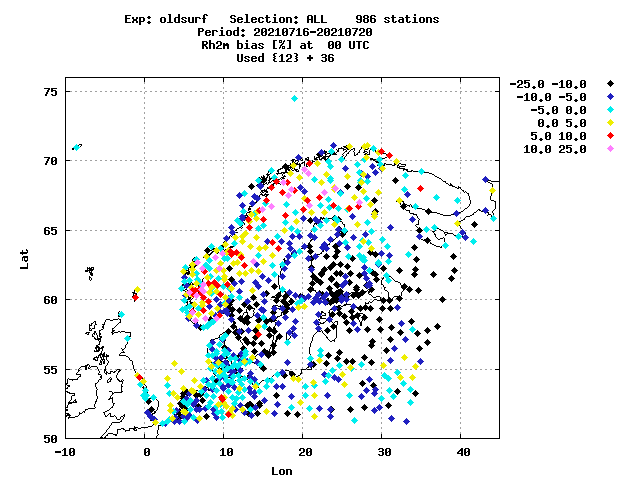 Exp: oldsurf   Selection: ALL    986 stations
Period: 20210716-20210720
Rh2m bias [%] at  00 UTC
Used {12} + 36
-25.0 -10.0
-10.0 -5.0
-5.0 0.0
0.0 5.0
5.0 10.0
10.0 25.0
75
70
65
60
55
50
Lat
-10 0 10 20 30 40
Lon